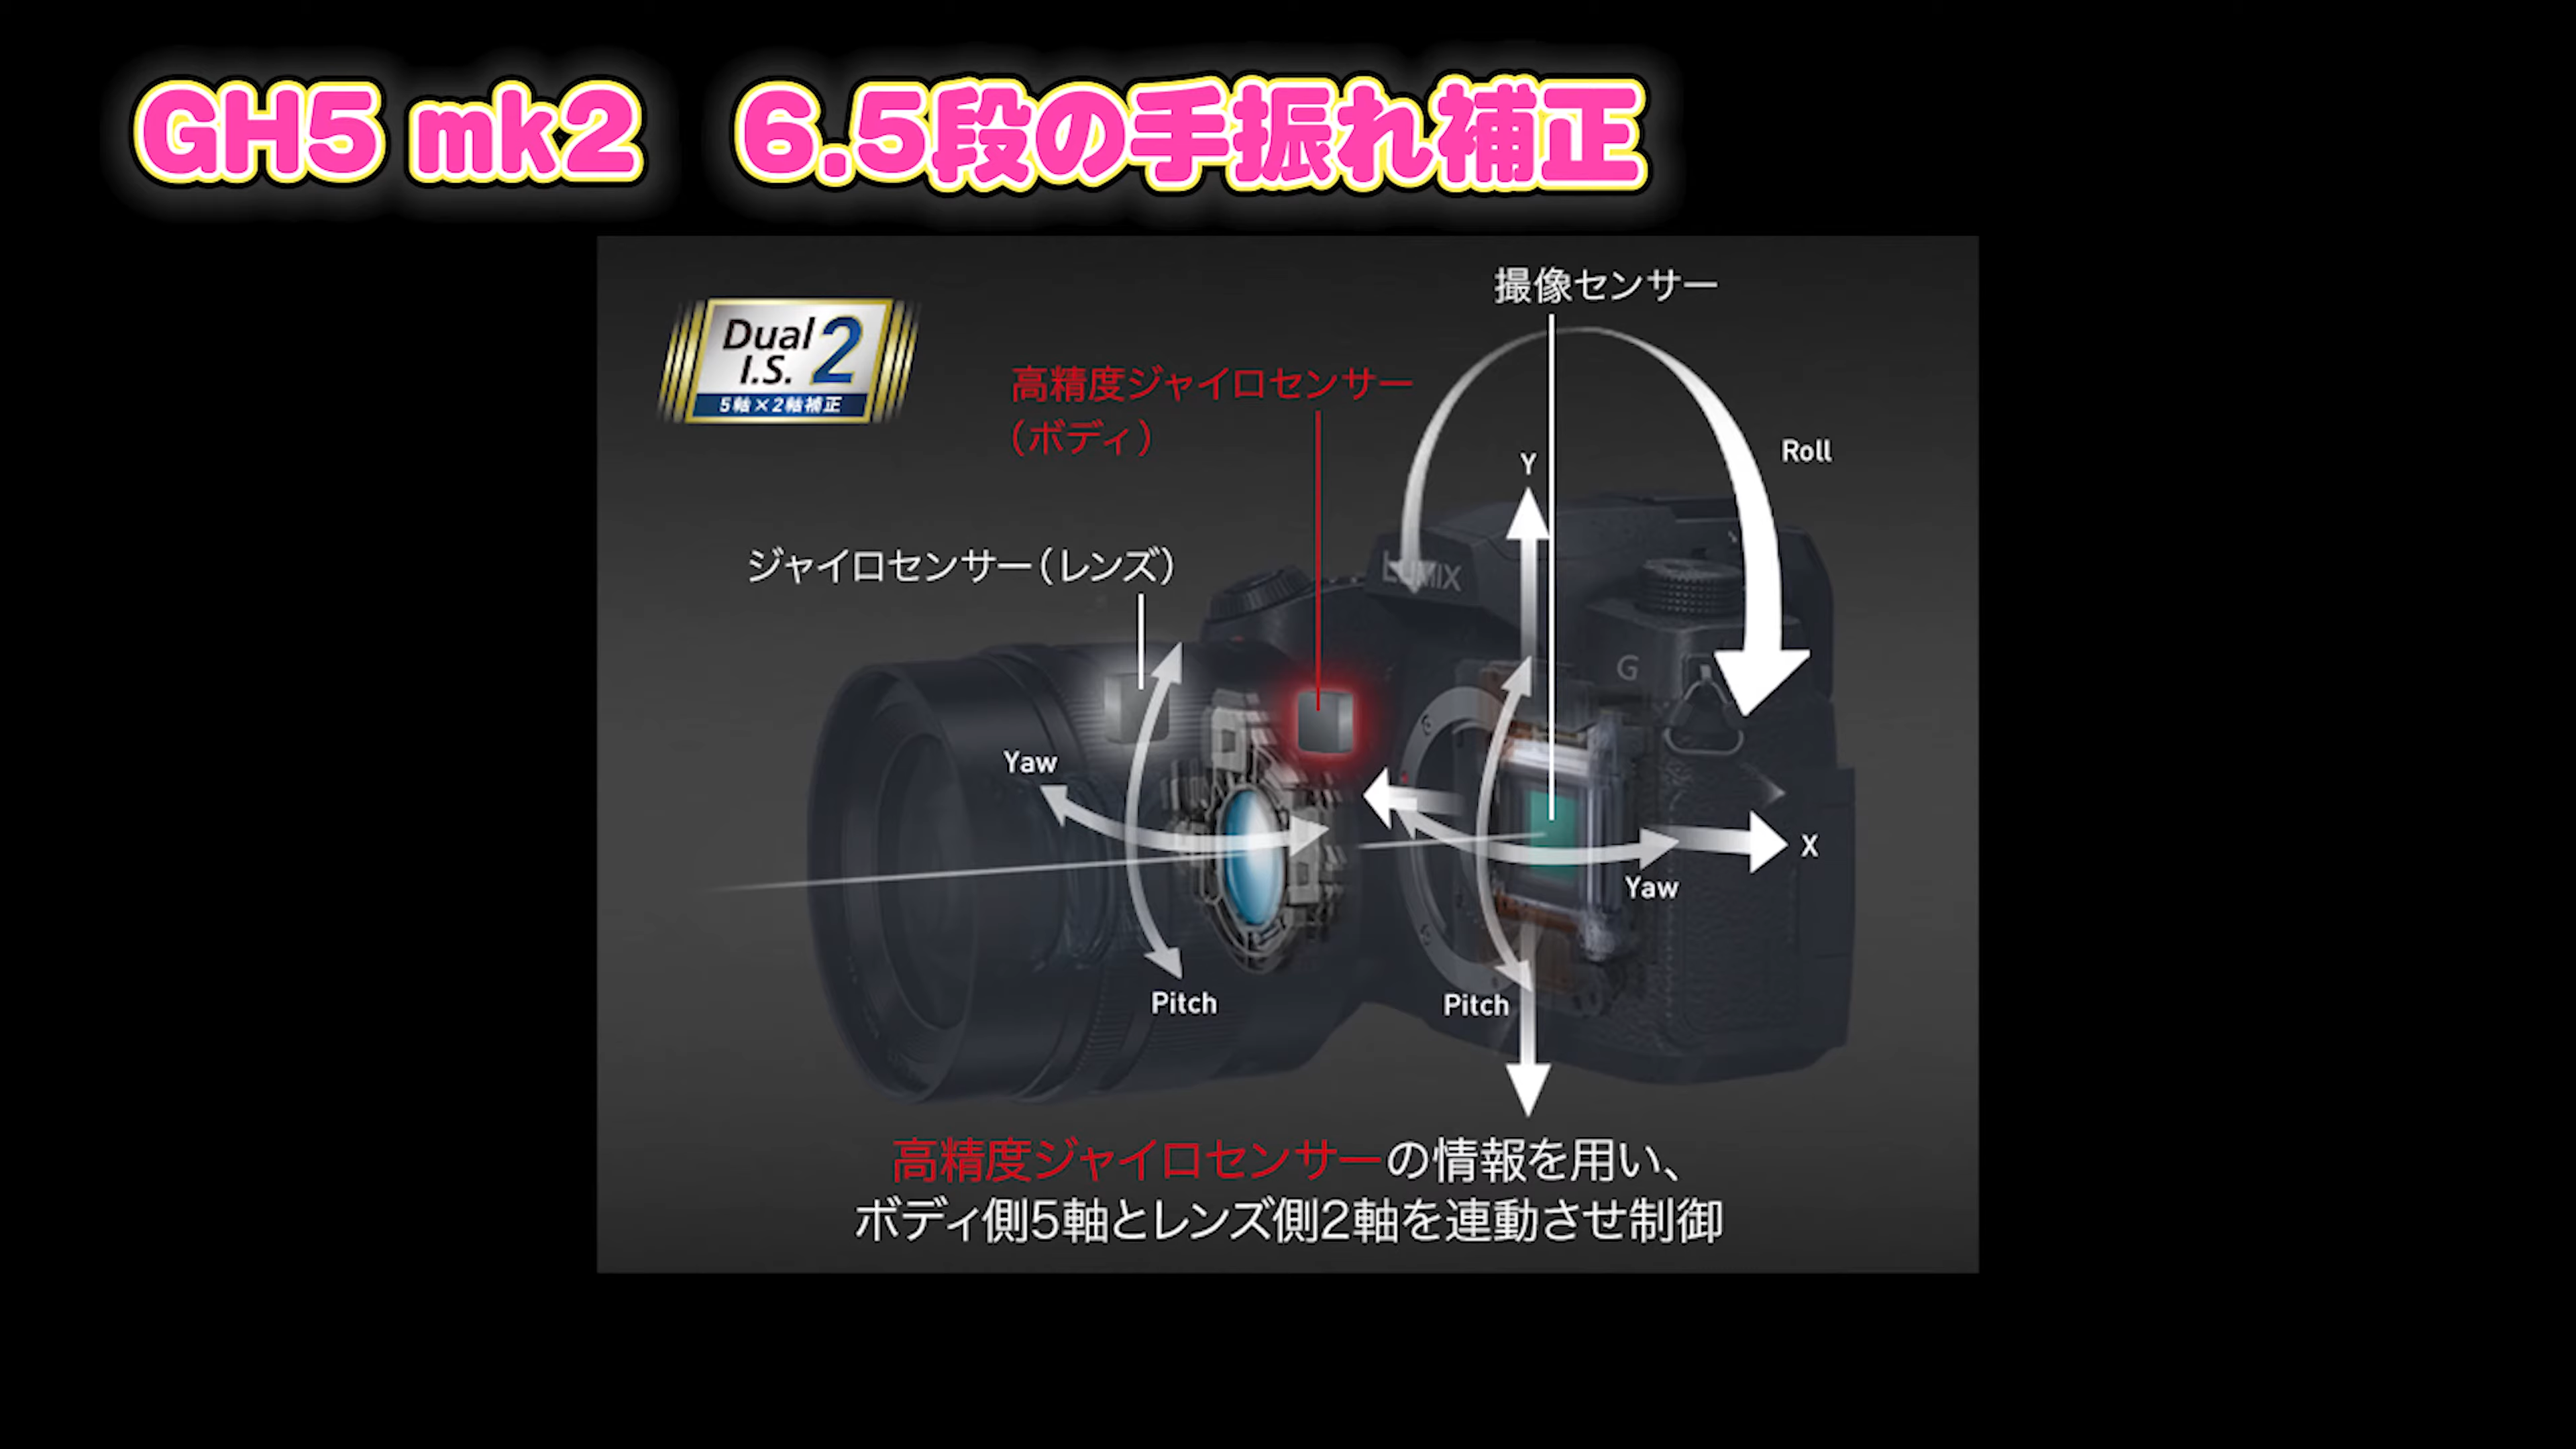 GH5 mk2　6.5段の手振れ補正
撮像センサー
Dual I.S. 2
5軸×2軸補正
高精度ジャイロセンサー
（ボディ）
Roll
Y
ジャイロセンサー（レンズ）
LUMIX
G
Yaw
X
Yaw
Pitch
Pitch
高精度ジャイロセンサーの情報を用い、
ボディ側5軸とレンズ側2軸を連動させ制御